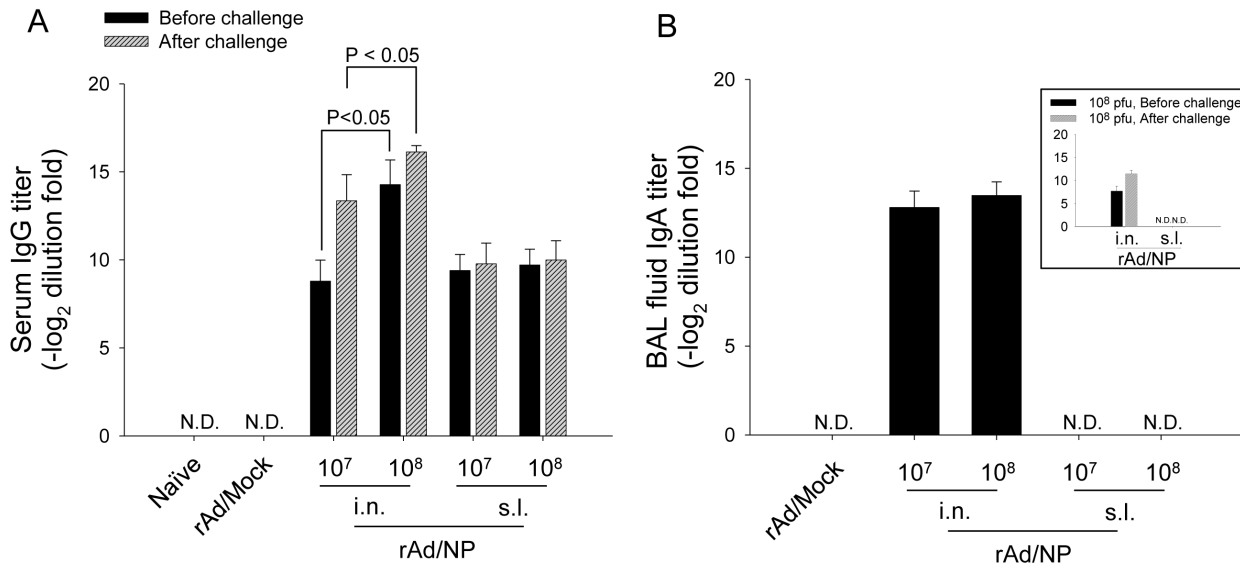 A
Before challenge
After challenge
P < 0.05
P<0.05
Serum IgG titer
(-log₂ dilution fold)
20
15
10
5
0
N.D. N.D.
Naïve
rAd/Mock
10⁷ 10⁸ 10⁷ 10⁸
i.n. s.l.
rAd/NP
B
BAL fluid IgA titer
(-log₂ dilution fold)
20
15
10
5
0
N.D. N.D. N.D.
rAd/Mock
10⁷ 10⁸ 10⁷ 10⁸
i.n. s.l.
rAd/NP
10⁸ pfu, Before challenge
10⁸ pfu, After challenge
20
15
10
5
0
N.D.N.D.
i.n. s.l.
rAd/NP